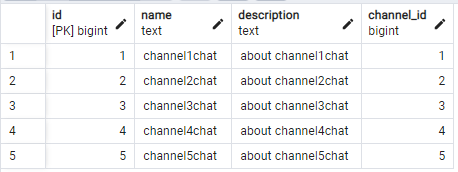 id name description channel_id
[PK] bigint text text bigint
1 1 channel1chat about channel1chat 1
2 2 channel2chat about channel2chat 2
3 3 channel3chat about channel3chat 3
4 4 channel4chat about channel4chat 4
5 5 channel5chat about channel5chat 5